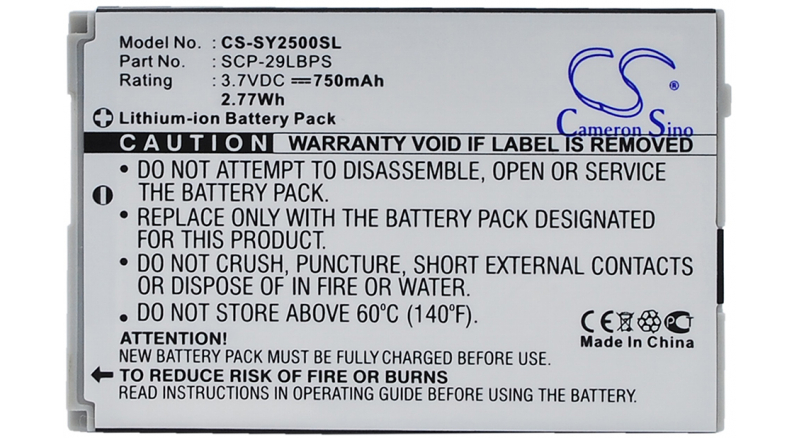 Model No.: CS-SY2500SL
Part No.: SCP-29LBPS
Rating : 3.7VDC ⎓ 750mAh
2.77Wh
Lithium-ion Battery Pack
CS ®
Cameron Sino
CAUTION WARRANTY VOID IF LABEL IS REMOVED.
• DO NOT ATTEMPT TO DISASSEMBLE, OPEN OR SERVICE
THE BATTERY PACK.
• REPLACE ONLY WITH THE BATTERY PACK DESIGNATED
FOR THIS PRODUCT.
• DO NOT CRUSH, PUNCTURE, SHORT EXTERNAL CONTACTS
OR DISPOSE OF IN FIRE OR WATER.
• DO NOT STORE ABOVE 60°C (140°F).
CE PCT
Made In China
ATTENTION!
NEW BATTERY PACK MUST BE FULLY CHARGED BEFORE USE.
TO REDUCE RISK OF FIRE OR BURNS
READ INSTRUCTIONS CAREFULLY BEFORE USING THE BATTERY.